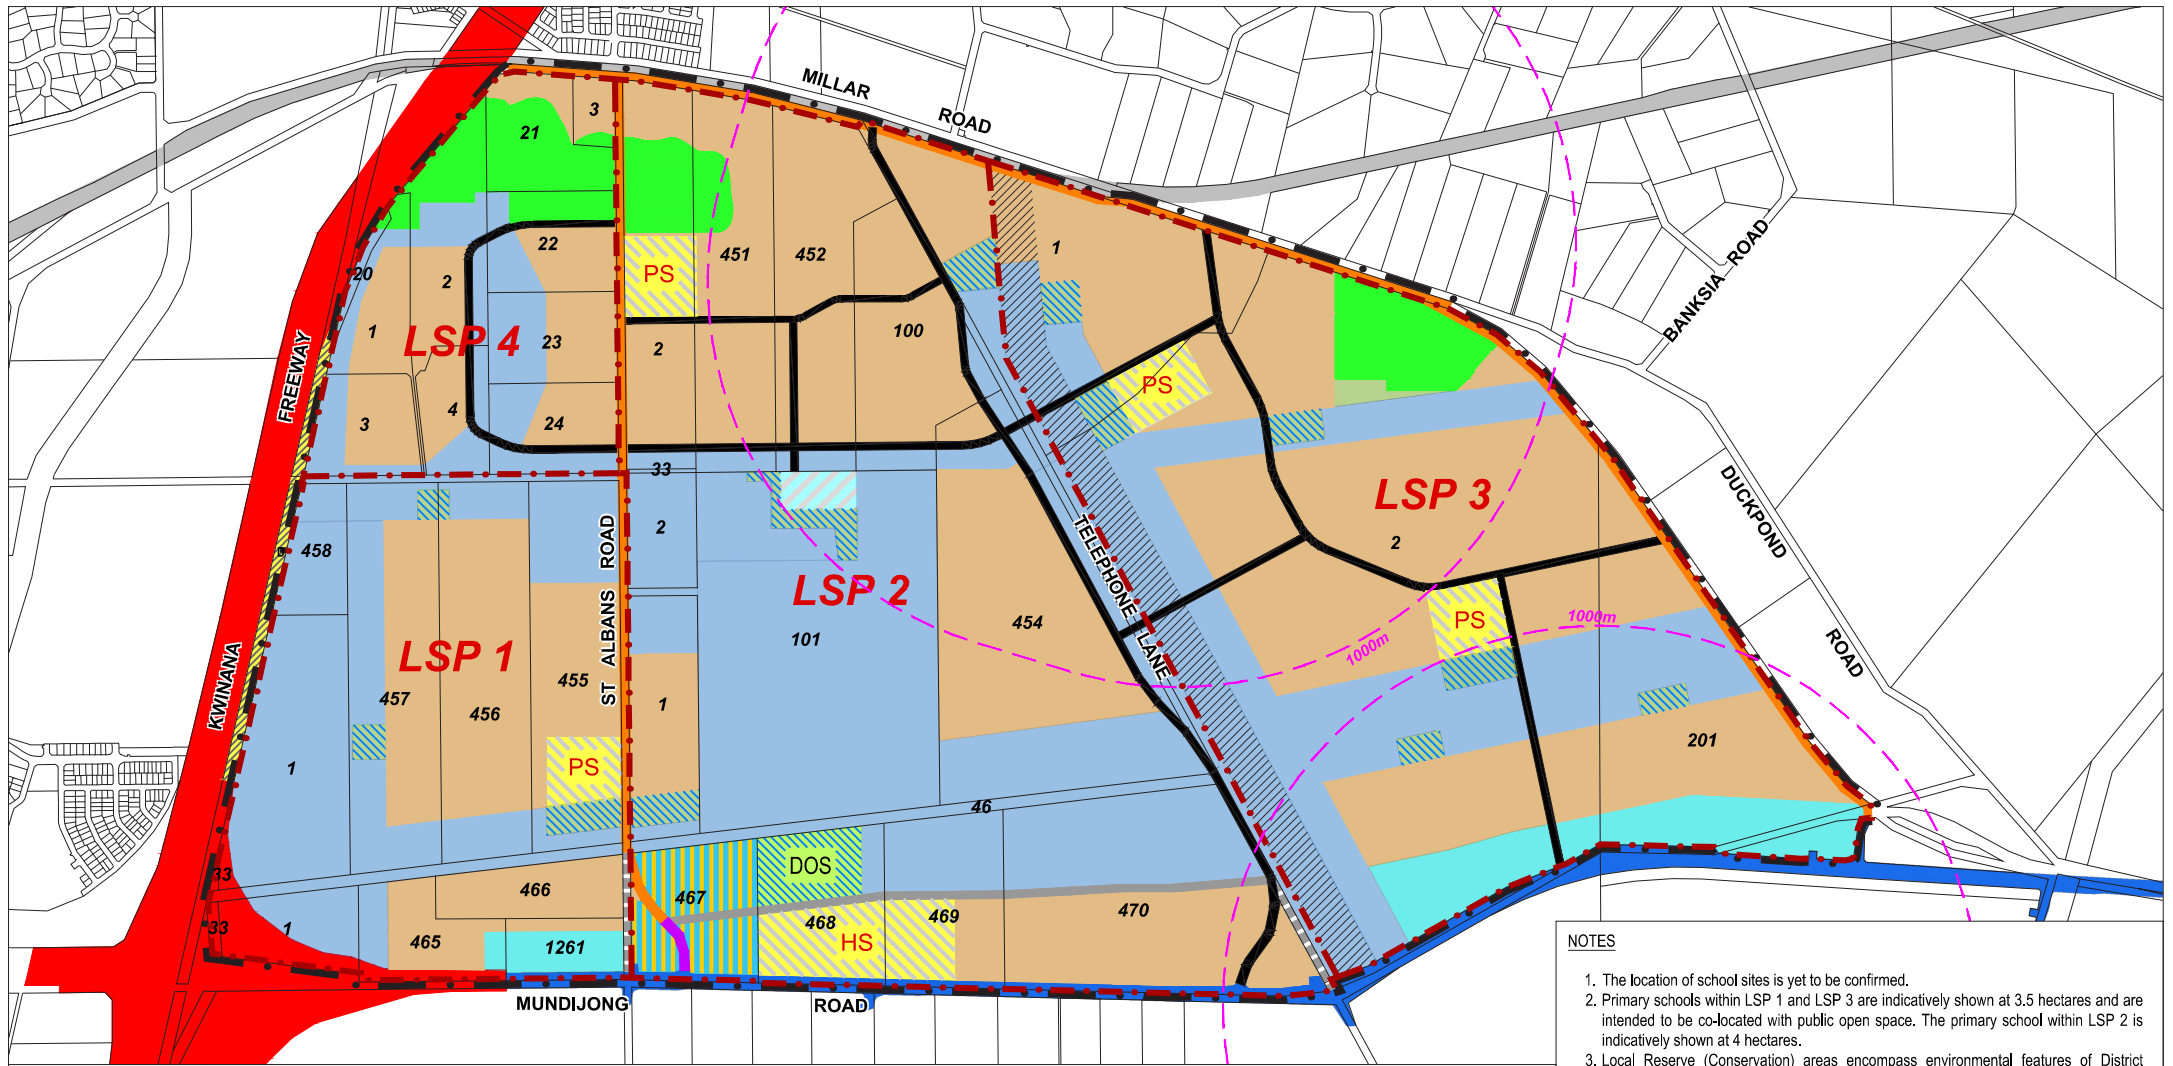 MILLAR
ROAD
3
21
22
20
2
1
LSP 4
23
3
4
24
PS
451
452
1
2
100
PS
BANKSIA ROAD
FREEWAY
33
458
2
ST ALBANS ROAD
LSP 2
101
454
TELEPHONE LANE
LSP 3
2
DUCKPOND
ROAD
PS
1000m
1000m
LSP 1
457
456
455
1
PS
KWINANA
1
201
46
33
33
1
466
465
1261
467
DOS
468
469
HS
470
MUNDIJONG
ROAD
NOTES
1. The location of school sites is yet to be confirmed.
2. Primary schools within LSP 1 and LSP 3 are indicatively shown at 3.5 hectares and are
intended to be co-located with public open space. The primary school within LSP 2 is
indicatively shown at 4 hectares.
3. Local Reserve (Conservation) areas encompass environmental features of District